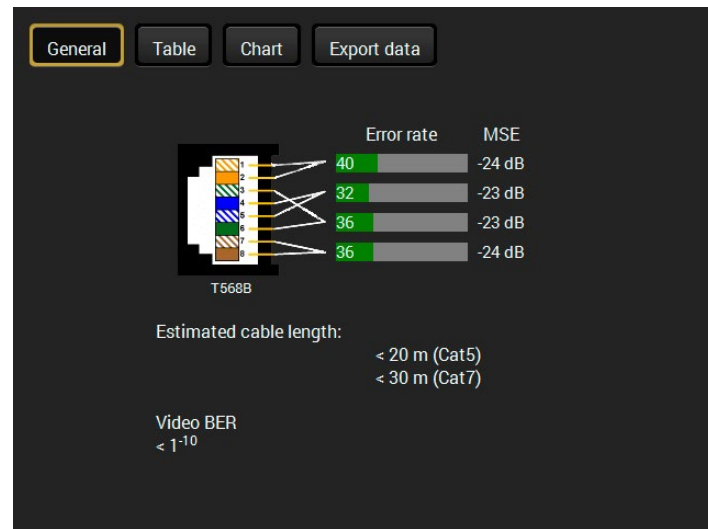 General Table Chart Export data
Error rate MSE
1 40 -24 dB
2
3 32 -23 dB
4
5 36 -23 dB
6
7 36 -24 dB
8
T568B
Estimated cable length:
< 20 m (Cat5)
< 30 m (Cat7)
Video BER
< 1⁻¹⁰